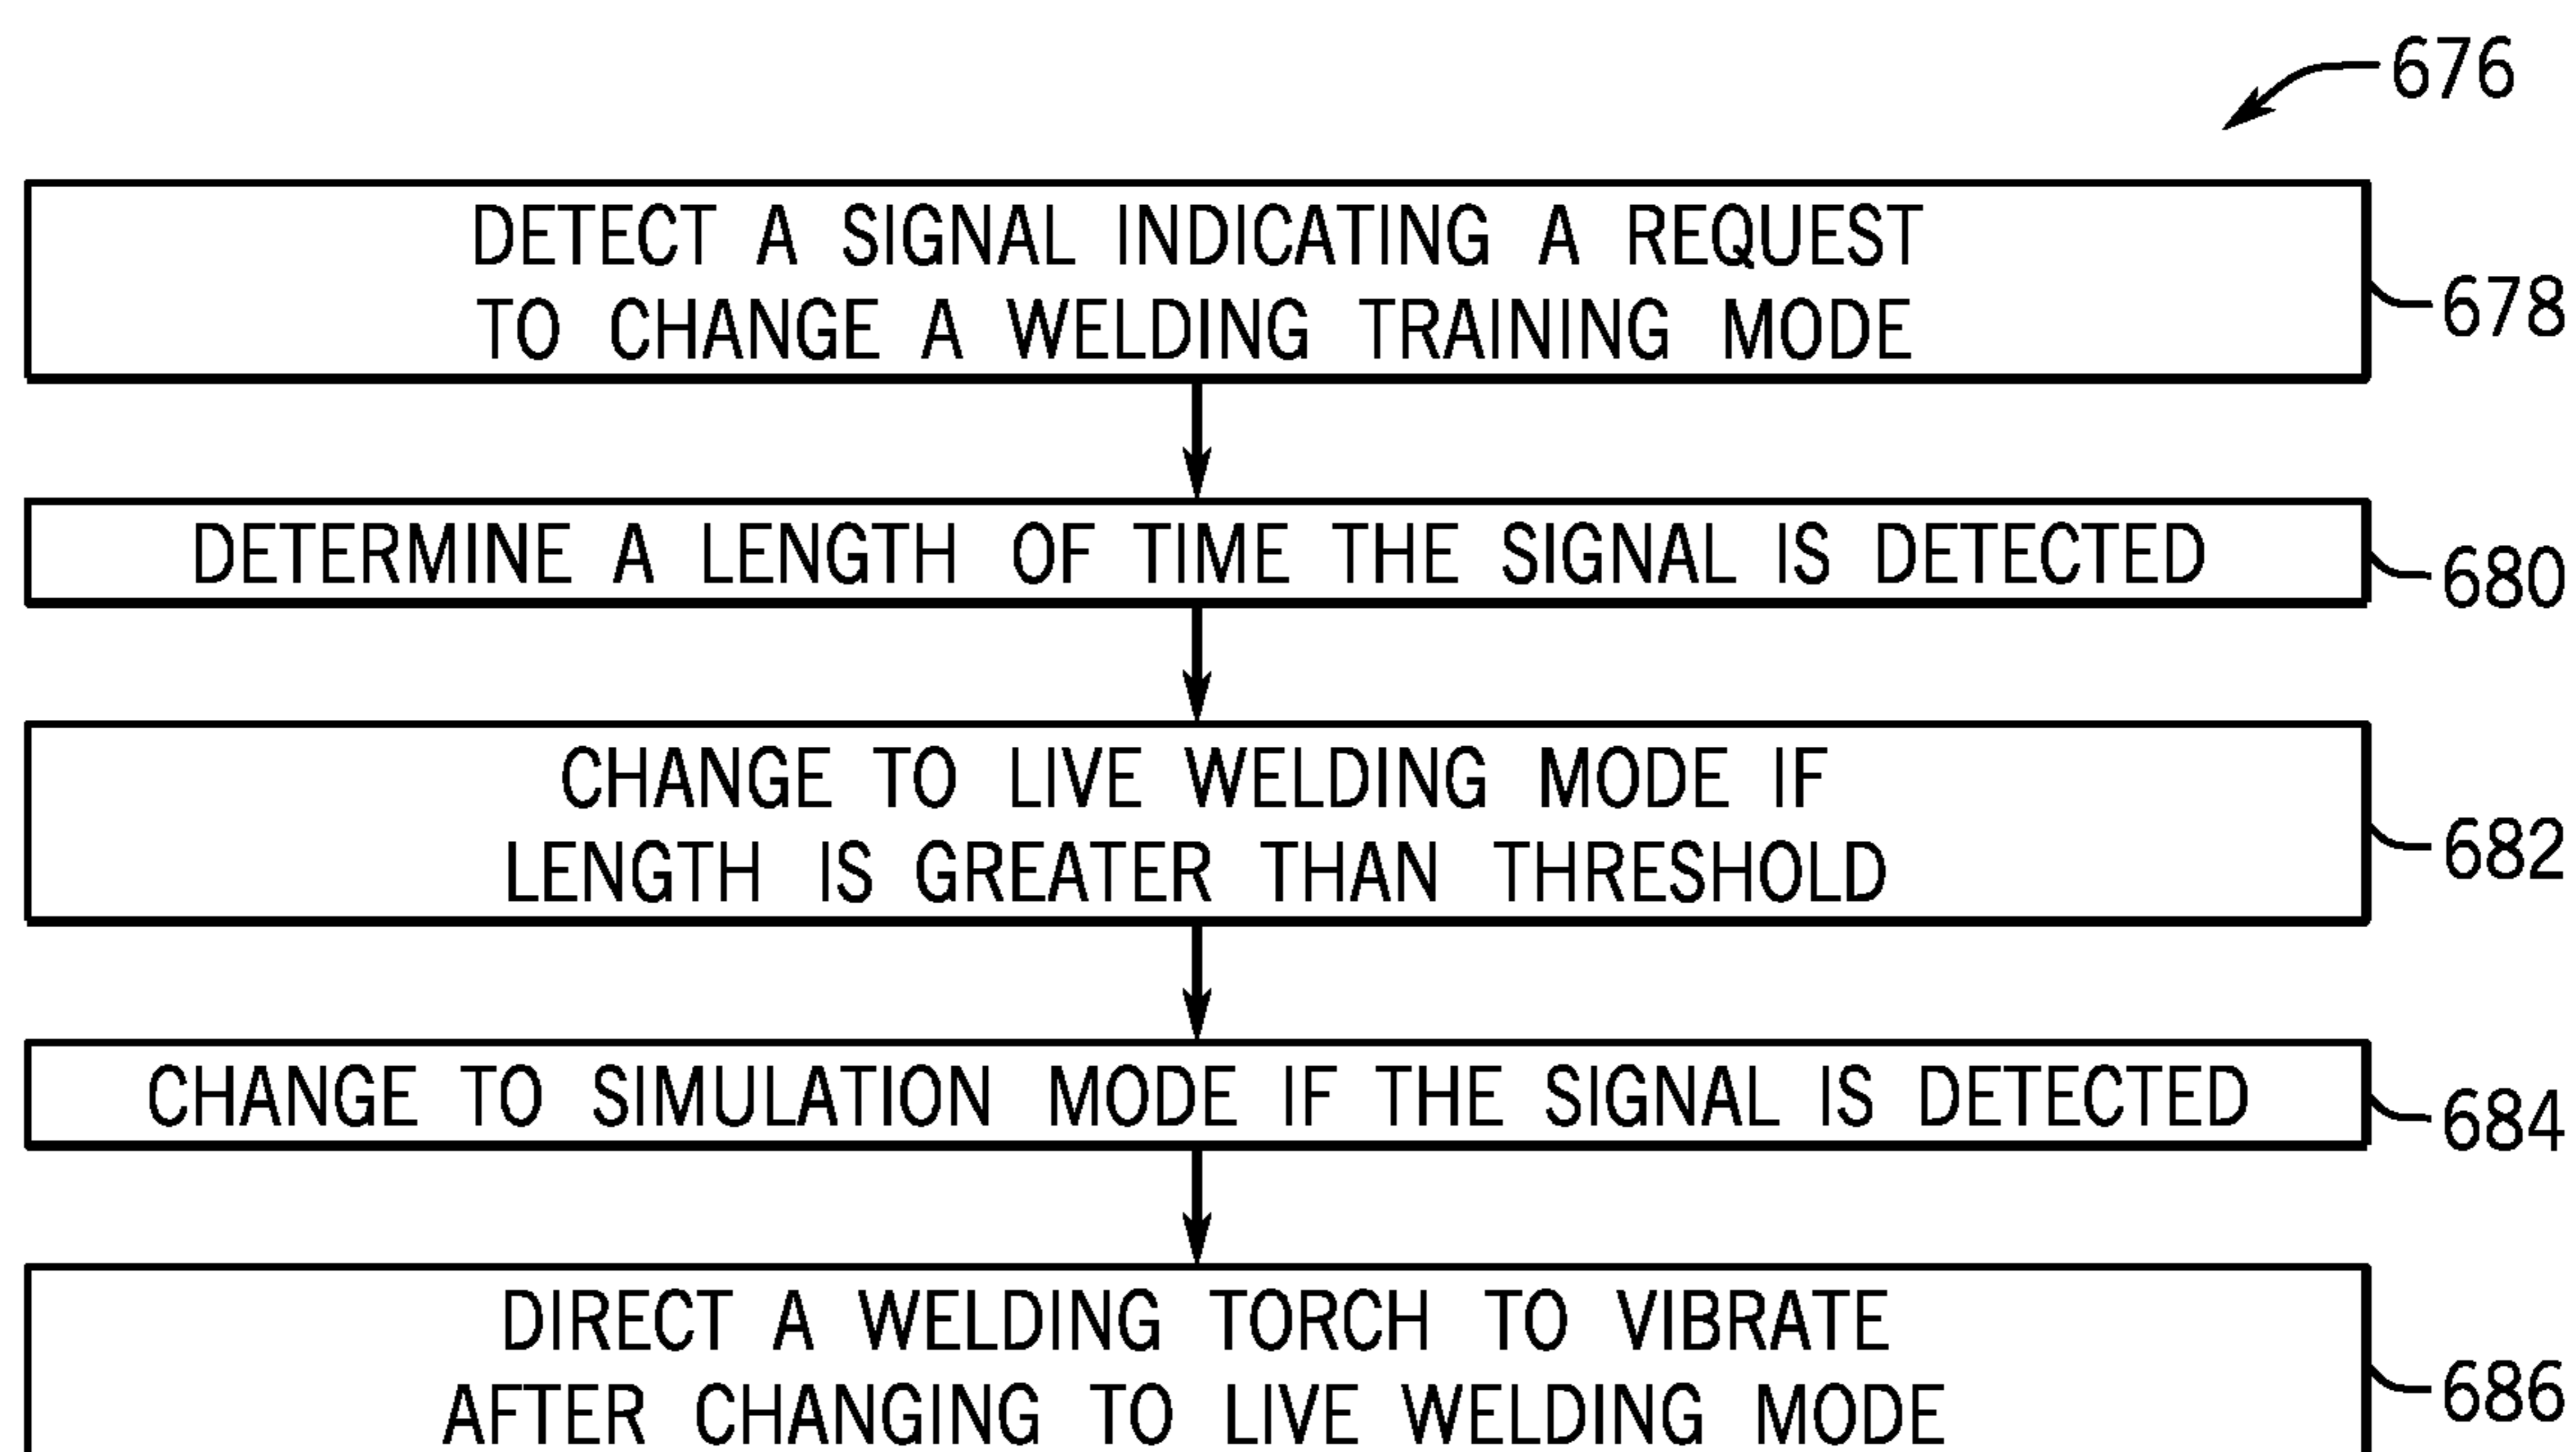 676
DETECT A SIGNAL INDICATING A REQUEST
TO CHANGE A WELDING TRAINING MODE
678
DETERMINE A LENGTH OF TIME THE SIGNAL IS DETECTED
680
CHANGE TO LIVE WELDING MODE IF
LENGTH IS GREATER THAN THRESHOLD
682
CHANGE TO SIMULATION MODE IF THE SIGNAL IS DETECTED
684
DIRECT A WELDING TORCH TO VIBRATE
AFTER CHANGING TO LIVE WELDING MODE
686